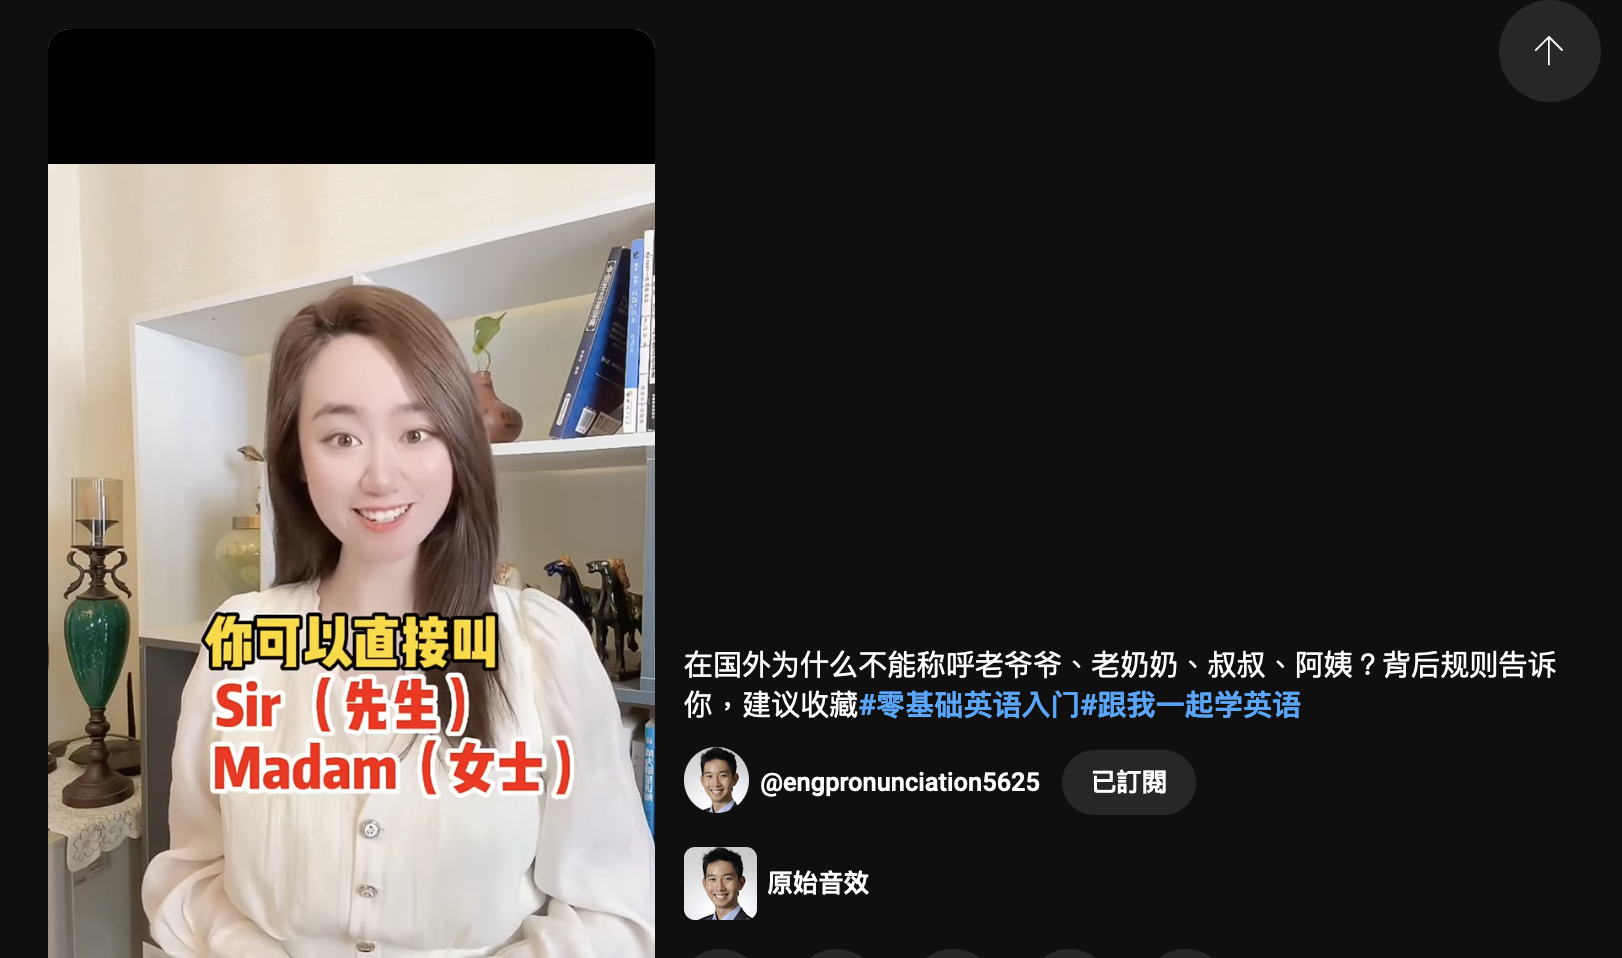 你可以直接叫
Sir（先生）
Madam（女士）
在国外为什么不能称呼老爷爷、老奶奶、叔叔、阿姨？背后规则告诉
你，建议收藏#零基础英语入门#跟我一起学英语
@engpronunciation5625
已訂閱
原始音效